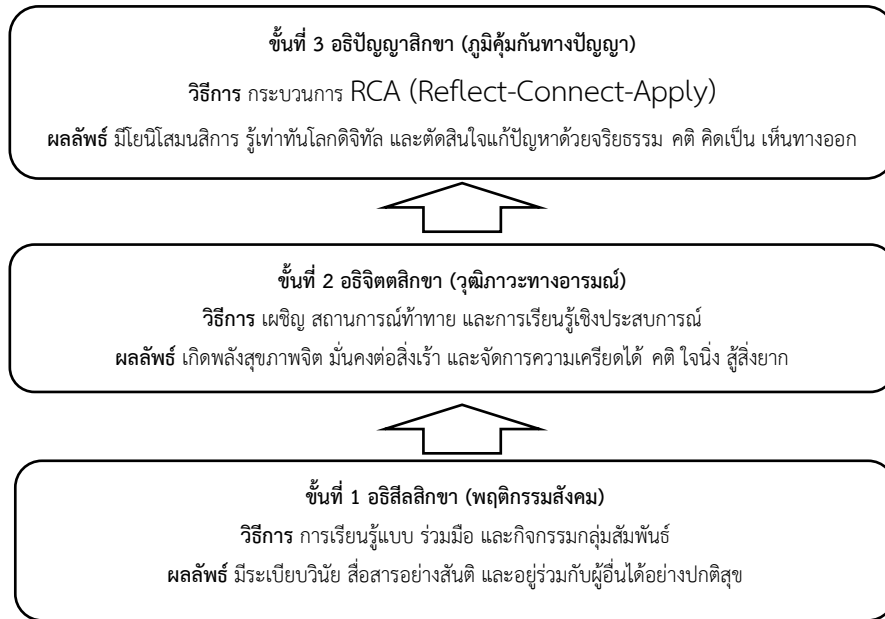 ขั้นที่ 3 อธิปัญญาสิกขา (ภูมิคุ้มกันทางปัญญา)
วิธีการ กระบวนการ RCA (Reflect-Connect-Apply)
ผลลัพธ์ มีโยนิโสมนสิการ รู้เท่าทันโลกดิจิทัล และตัดสินใจแก้ปัญหาด้วยจริยธรรม คติ คิดเป็น เห็นทางออก
ขั้นที่ 2 อธิจิตตสิกขา (วุฒิภาวะทางอารมณ์)
วิธีการ เผชิญ สถานการณ์ท้าทาย และการเรียนรู้เชิงประสบการณ์
ผลลัพธ์ เกิดพลังสุขภาพจิต มั่นคงต่อสิ่งเร้า และจัดการความเครียดได้ คติ ใจนิ่ง สู้สิ่งยาก
ขั้นที่ 1 อธิสีลสิกขา (พฤติกรรมสังคม)
วิธีการ การเรียนรู้แบบ ร่วมมือ และกิจกรรมกลุ่มสัมพันธ์
ผลลัพธ์ มีระเบียบวินัย สื่อสารอย่างสันติ และอยู่ร่วมกับผู้อื่นได้อย่างปกติสุข